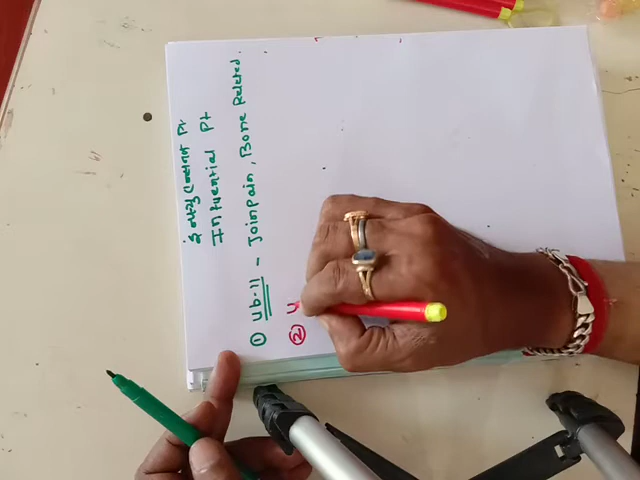 Influential Pt
① UB-11 - Joinpain, Bone Related.
② U